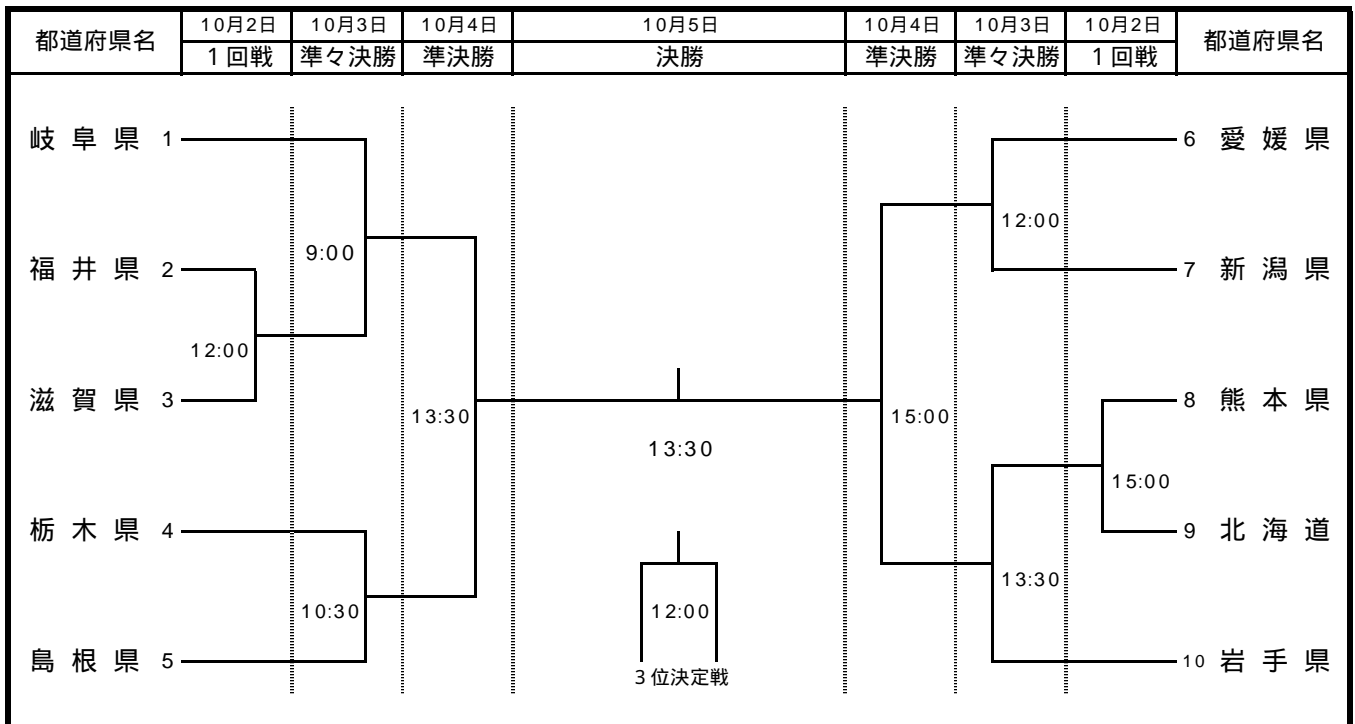 都道府県名 10月2日 10月3日 10月4日 10月5日 10月4日 10月3日 10月2日 都道府県名
1回戦 準々決勝 準決勝 決勝 準決勝 準々決勝 1回戦
岐阜県 1 6 愛媛県
12:00
9:00
福井県 2 7 新潟県
12:00
滋賀県 3 8 熊本県
13:30 15:00
13:30
15:00
栃木県 4 9 北海道
13:30
10:30 12:00
島根県 5 10 岩手県
3位決定戦